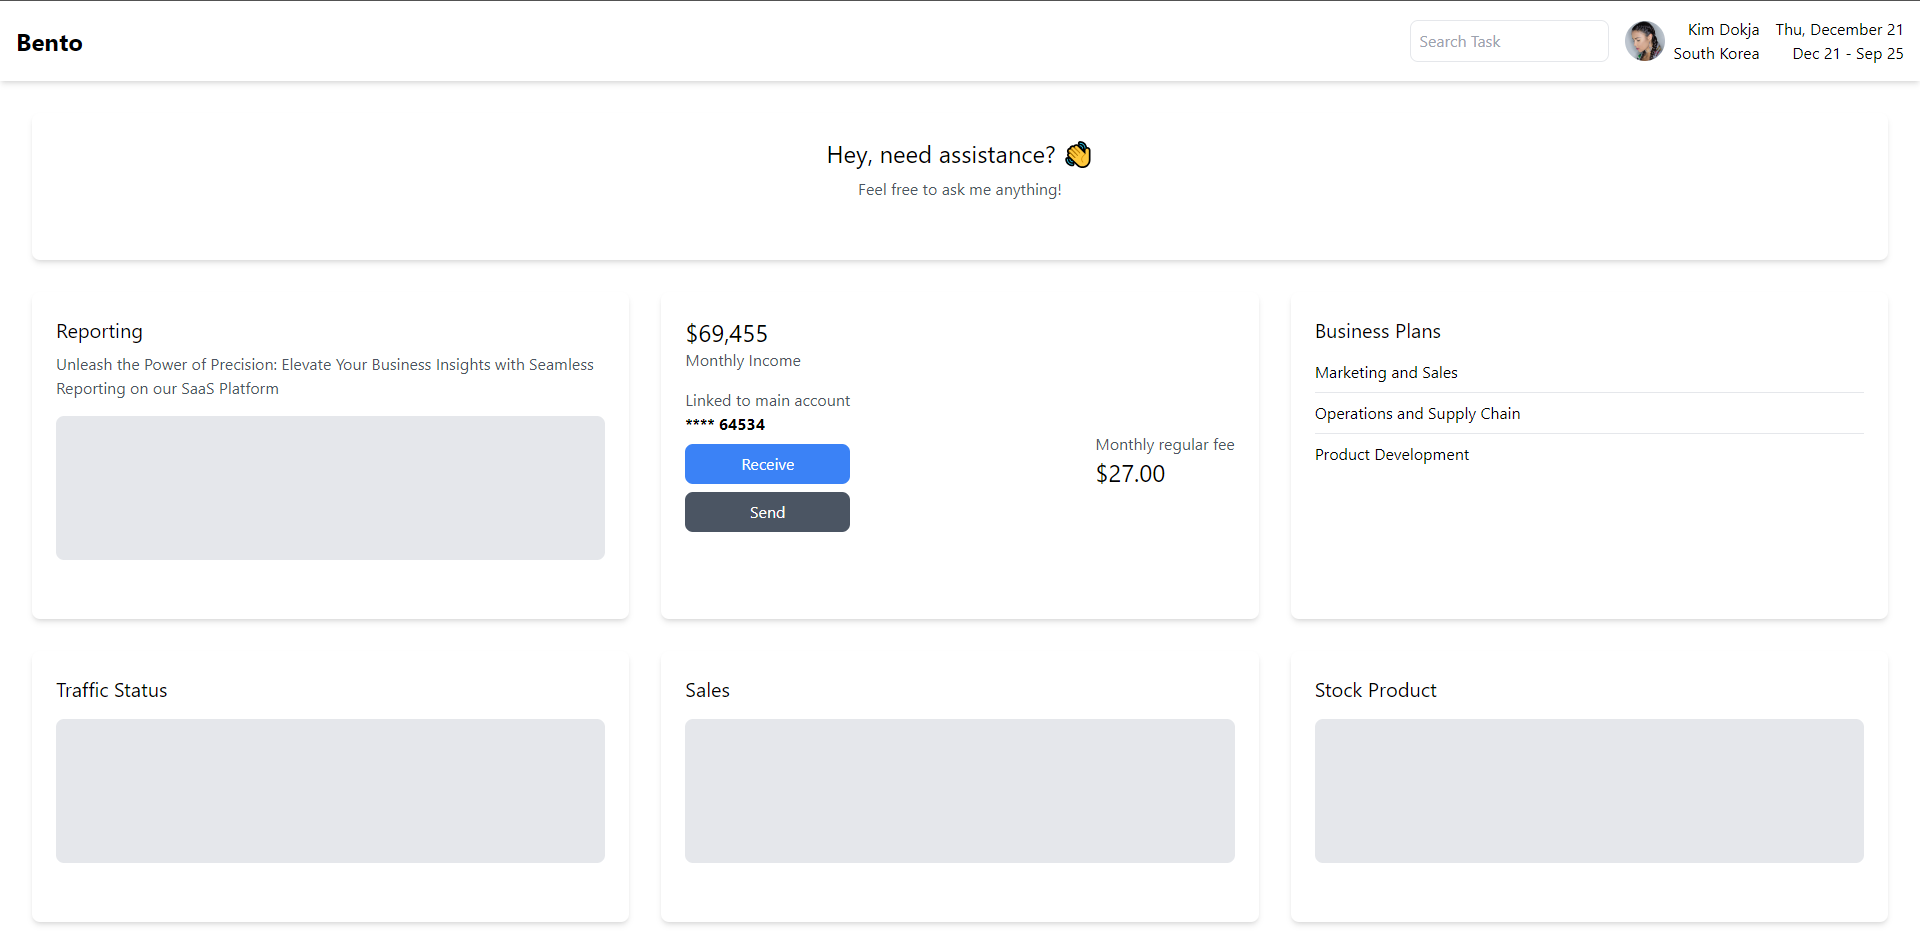 Bento
Search Task
Kim Dokja
South Korea
Thu, December 21
Dec 21 - Sep 25
Hey, need assistance? 👋
Feel free to ask me anything!
Reporting
Unleash the Power of Precision: Elevate Your Business Insights with Seamless
Reporting on our SaaS Platform
$69,455
Monthly Income
Linked to main account
**** 64534
Receive
Send
Monthly regular fee
$27.00
Business Plans
Marketing and Sales
Operations and Supply Chain
Product Development
Traffic Status
Sales
Stock Product